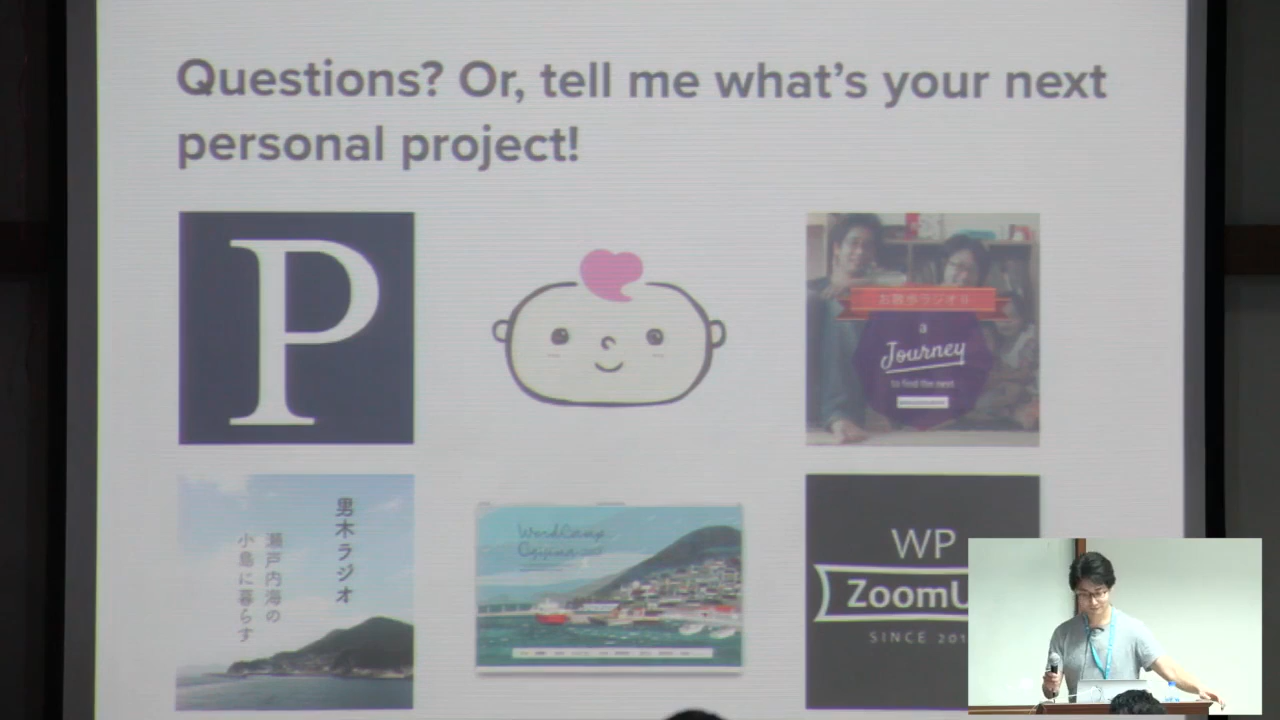 Questions? Or, tell me what's your next
personal project!
P
お散歩ラジオ
a
Journey
to find the next
男木ラジオ
瀬戸内海の
小島に暮らす
WordCamp
Ogijima
WP
ZoomU
SINCE 201